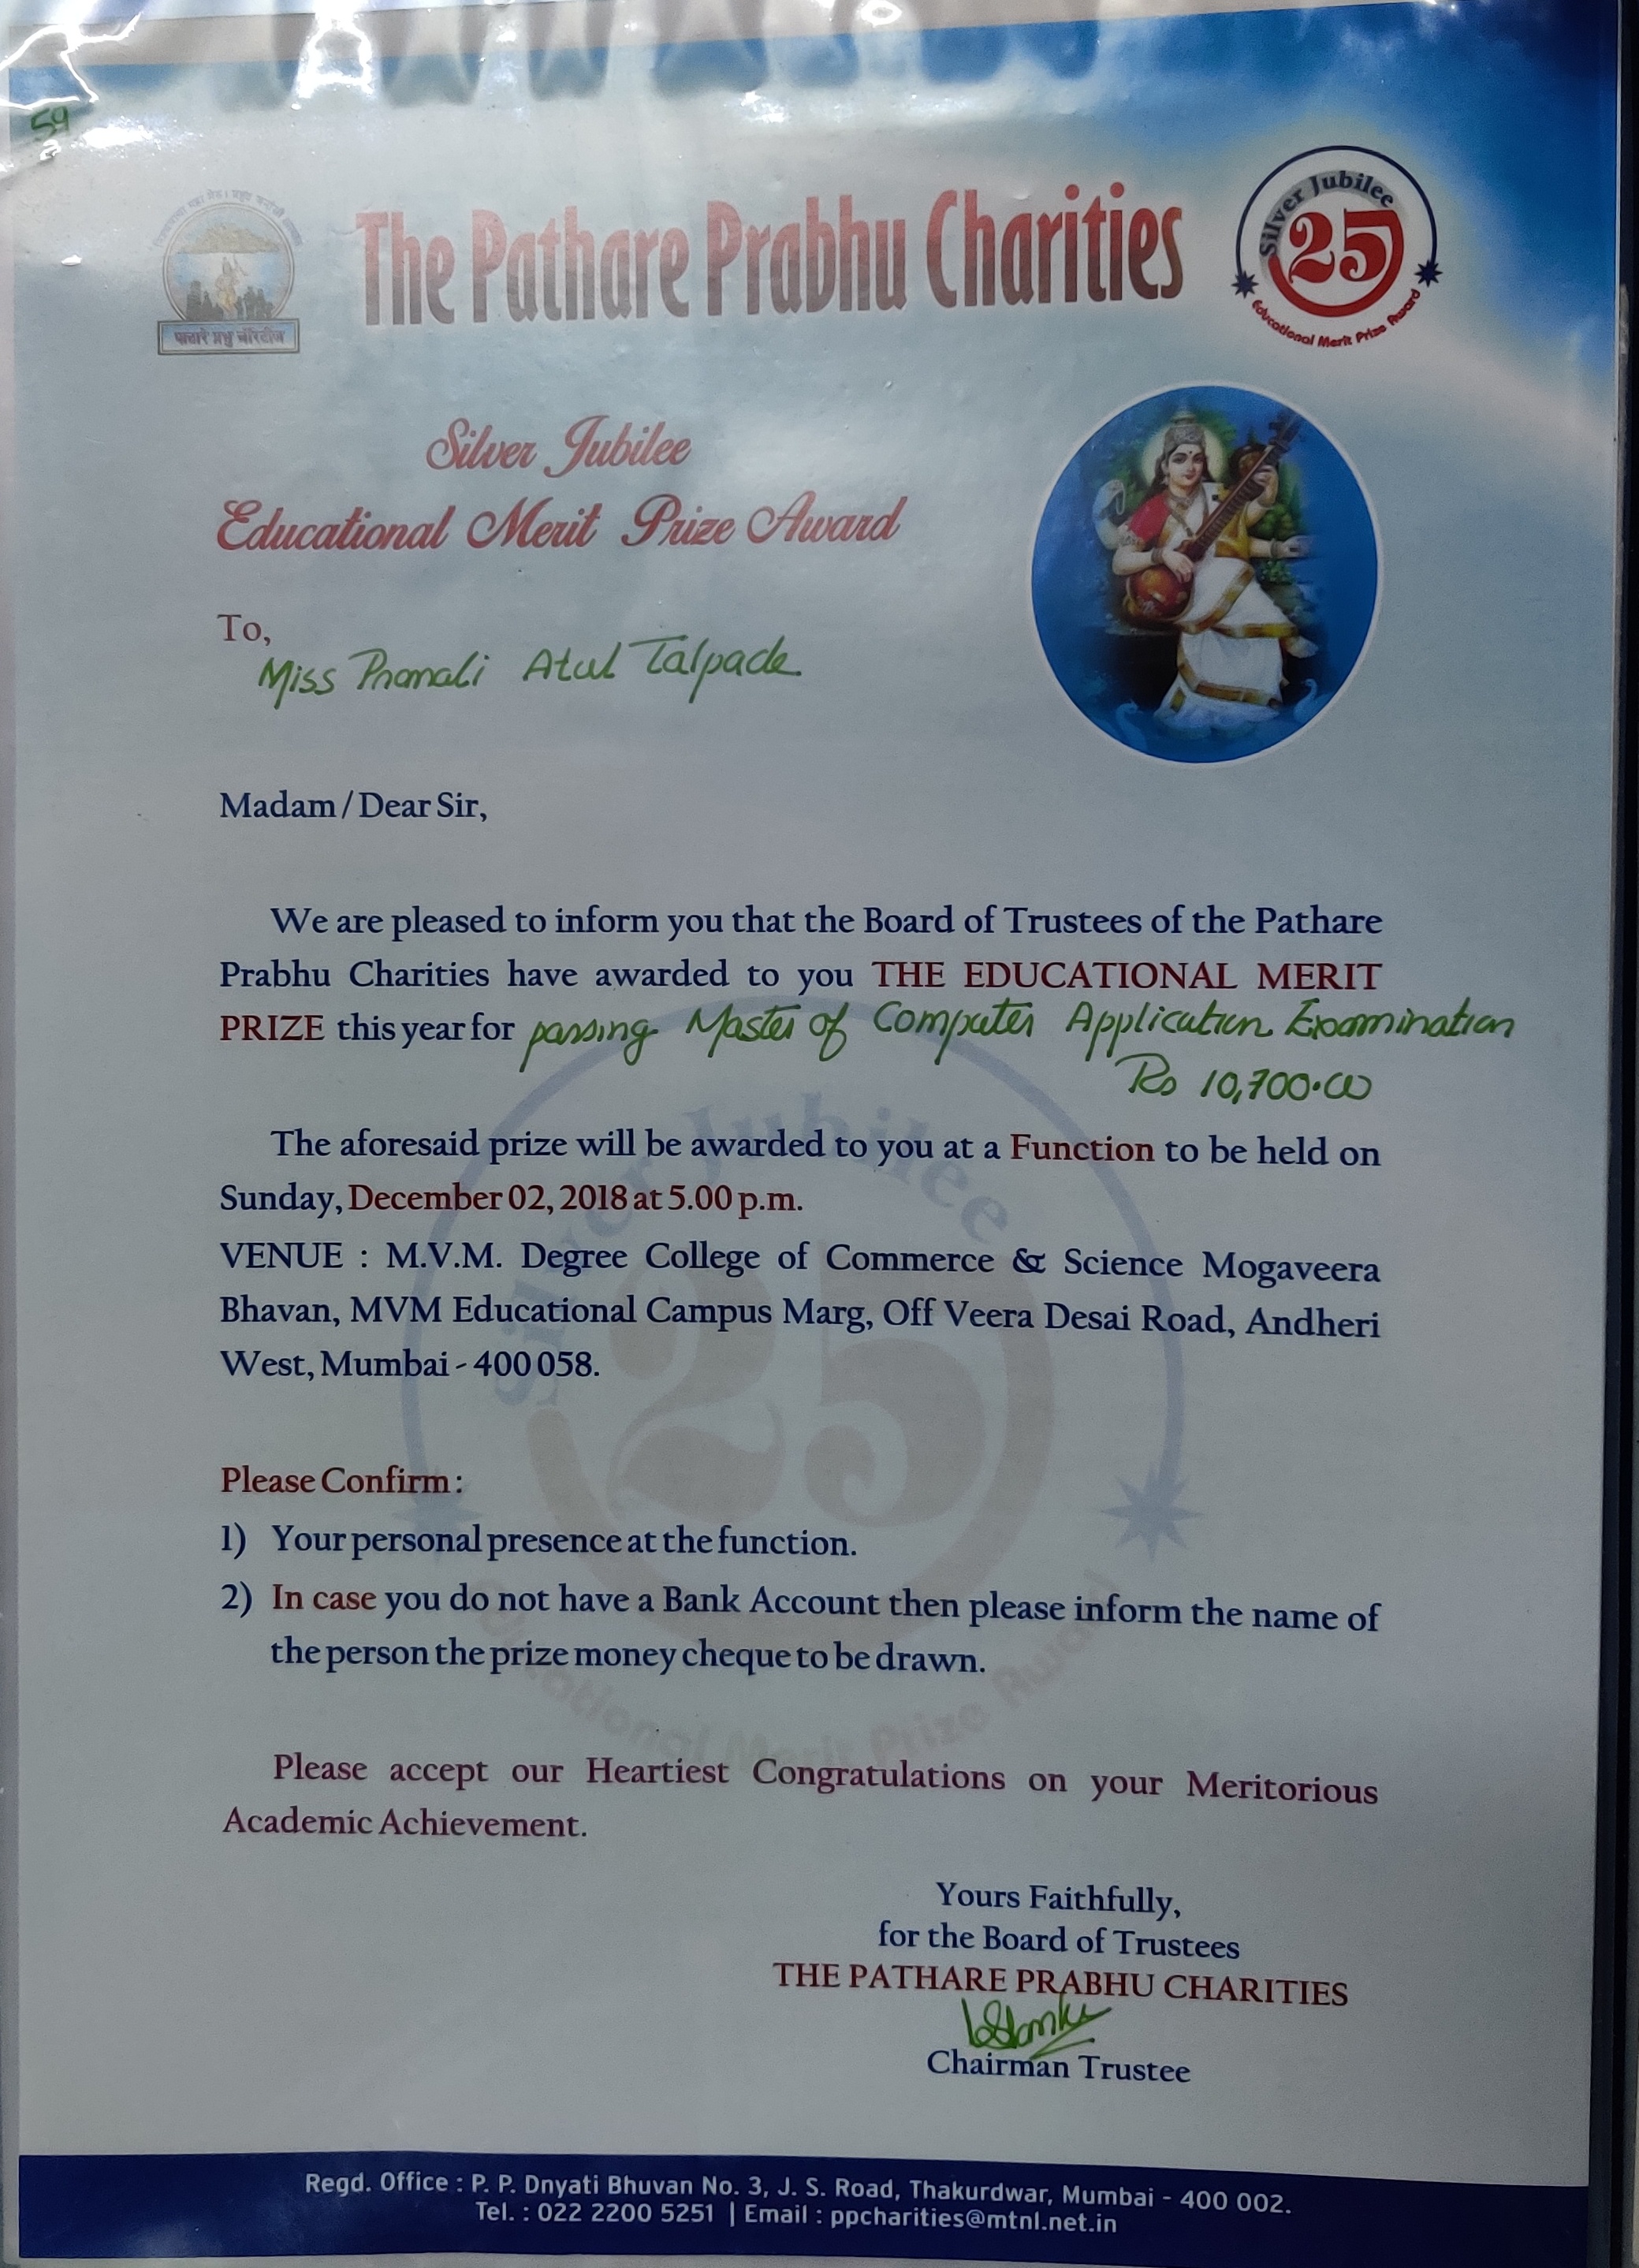 59
The Pathare Prabhu Charities
Silver Jubilee
25
Educational Merit Prize Award
पाठारे प्रभु चॅरिटीज
Silver Jubilee
Educational Merit Prize Award
To,
Miss Pranali Atul Talpade
Madam / Dear Sir,
We are pleased to inform you that the Board of Trustees of the Pathare
Prabhu Charities have awarded to you THE EDUCATIONAL MERIT
PRIZE this year for passing Master of Computer Application Examination
Rs 10,700.00
The aforesaid prize will be awarded to you at a Function to be held on
Sunday, December 02, 2018 at 5.00 p.m.
VENUE : M.V.M. Degree College of Commerce & Science Mogaveera
Bhavan, MVM Educational Campus Marg, Off Veera Desai Road, Andheri
West, Mumbai - 400 058.
Please Confirm :
1) Your personal presence at the function.
2) In case you do not have a Bank Account then please inform the name of
the person the prize money cheque to be drawn.
Please accept our Heartiest Congratulations on your Meritorious
Academic Achievement.
Yours Faithfully,
for the Board of Trustees
THE PATHARE PRABHU CHARITIES
Chairman Trustee
Regd. Office : P. P. Dnyati Bhuvan No. 3, J. S. Road, Thakurdwar, Mumbai - 400 002.
Tel. : 022 2200 5251 | Email : ppcharities@mtnl.net.in